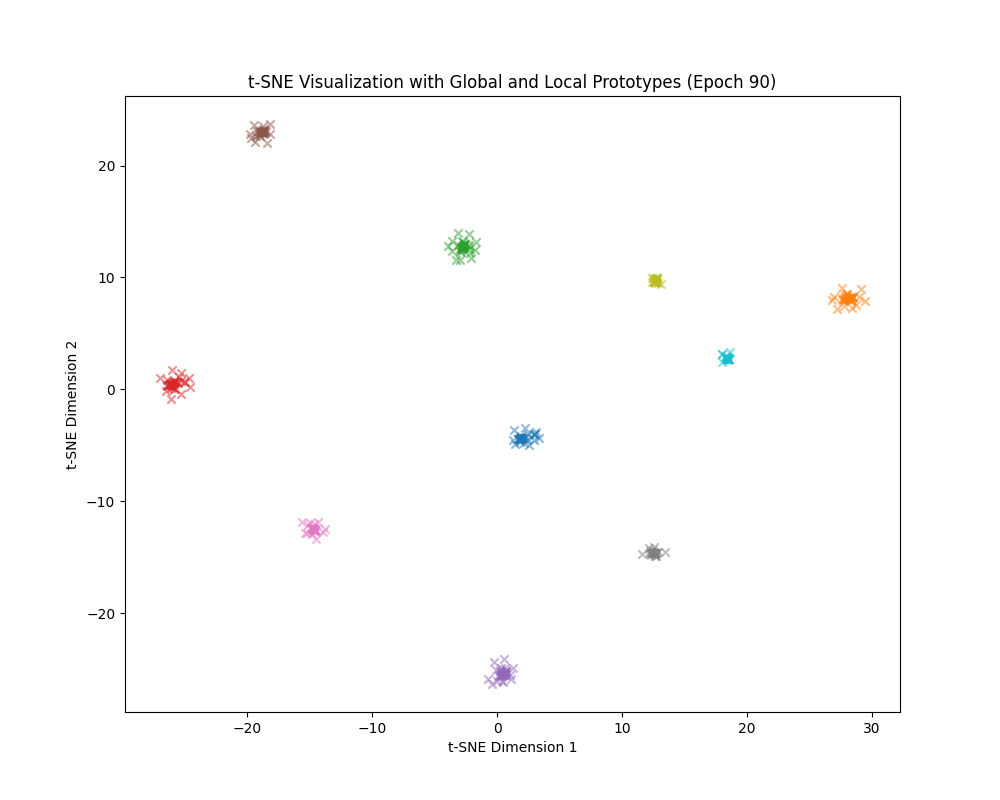 t-SNE Visualization with Global and Local Prototypes (Epoch 90)
20
10
0
−10
−20
t-SNE Dimension 2
−20 −10 0 10 20 30
t-SNE Dimension 1